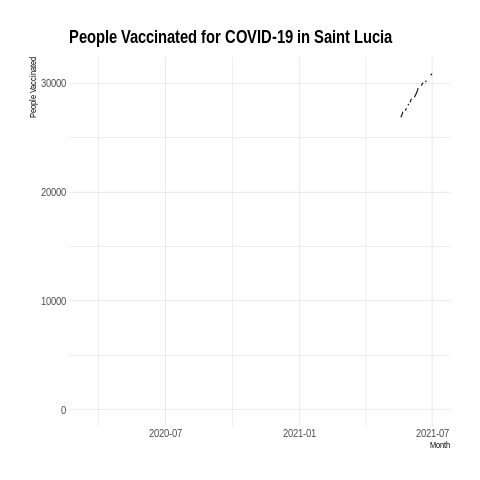 People Vaccinated for COVID-19 in Saint Lucia
People Vaccinated
30000
20000
10000
0
2020-07 2021-01 2021-07
Month